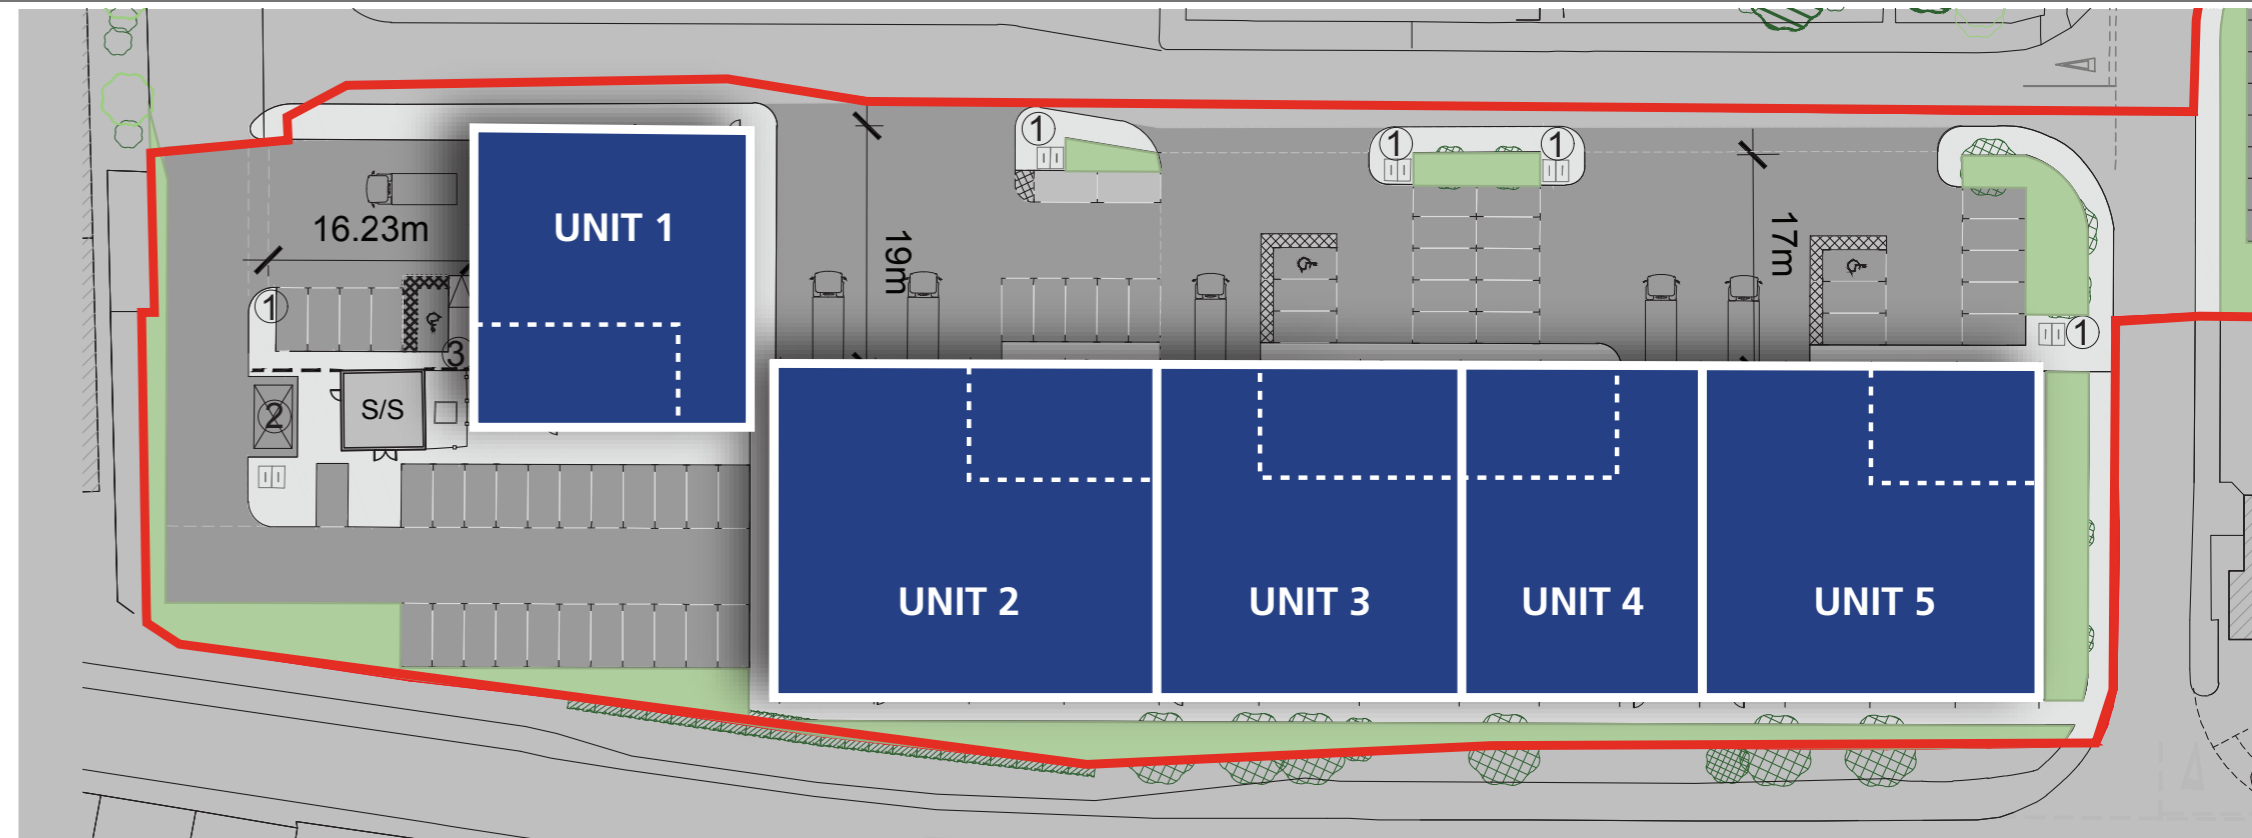 1
1
1
UNIT 1
16.23m
19m
17m
1
1
3
2
S/S
UNIT 2
UNIT 3
UNIT 4
UNIT 5